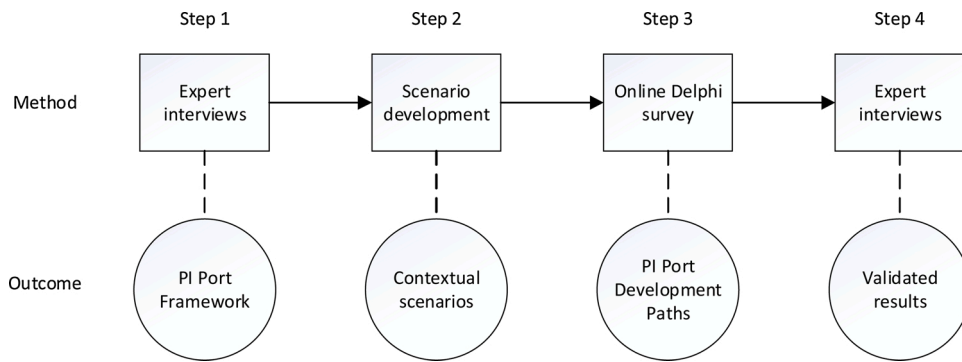 Step 1
Step 2
Step 3
Step 4
Method
Expert
interviews
Scenario
development
Online Delphi
survey
Expert
interviews
Outcome
PI Port
Framework
Contextual
scenarios
PI Port
Development
Paths
Validated
results